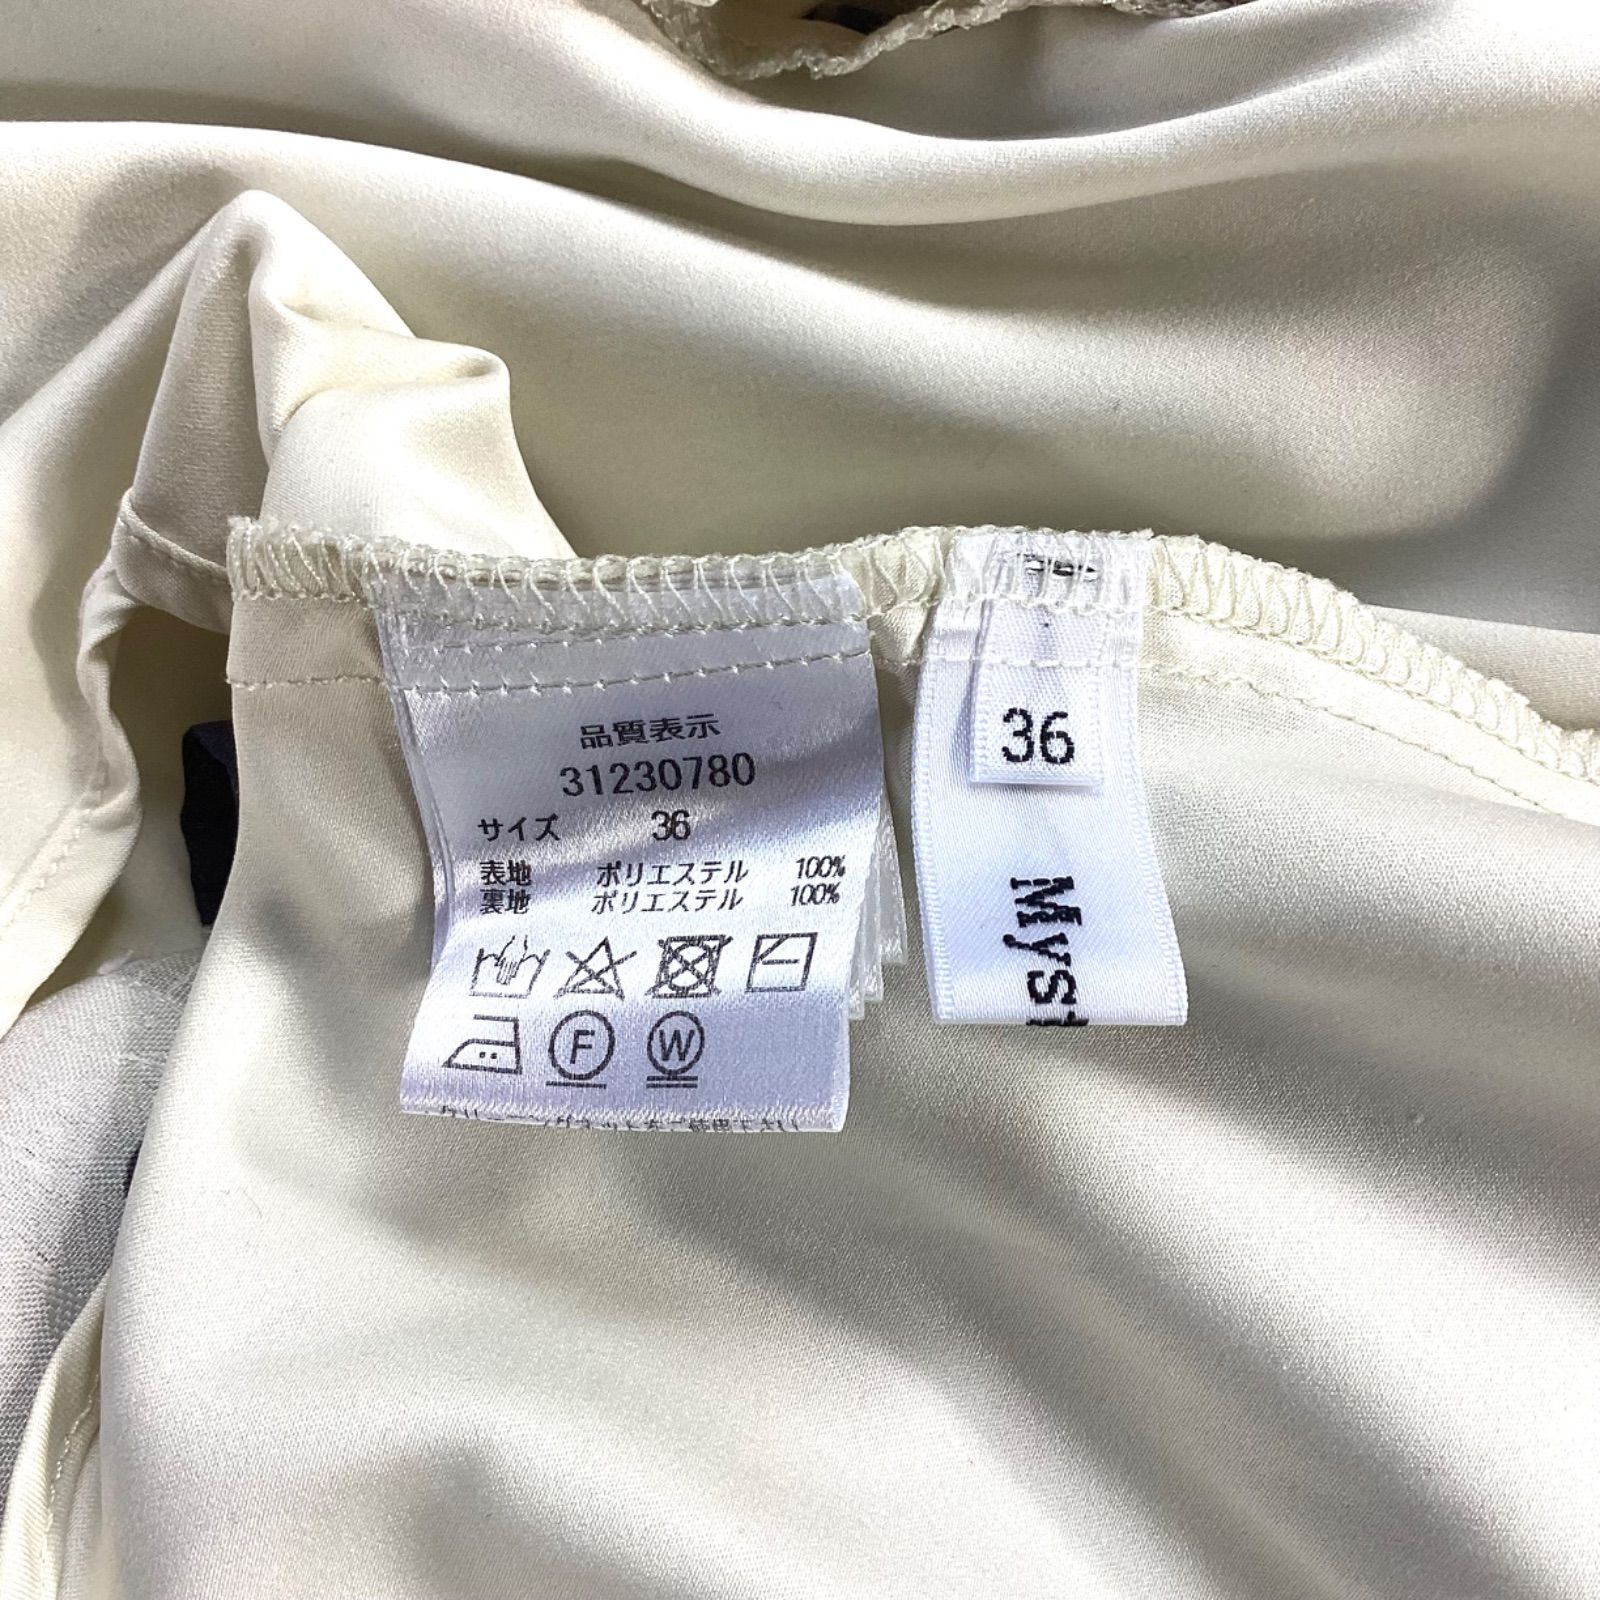 品質表示
31230780
サイズ 36
表地 ポリエステル 100%
裏地 ポリエステル 100%
F W
36
Myst